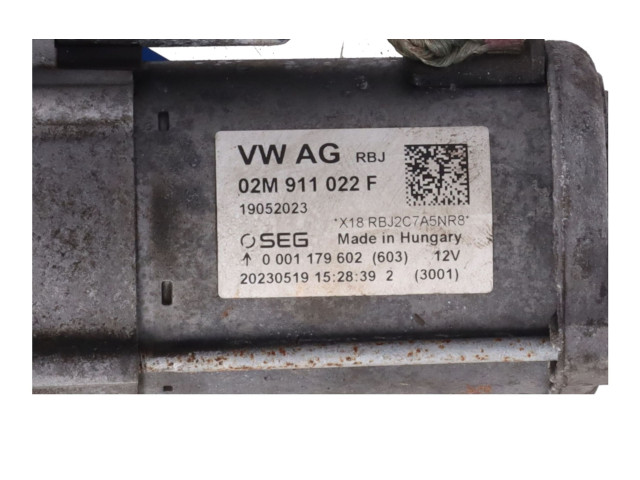 VW AG RBJ
02M 911 022 F
19052023
*X18 RBJ2C7A5NR8*
SEG Made in Hungary
↑ 0 001 179 602 (603) 12V
20230519 15:28:39 2 (3001)